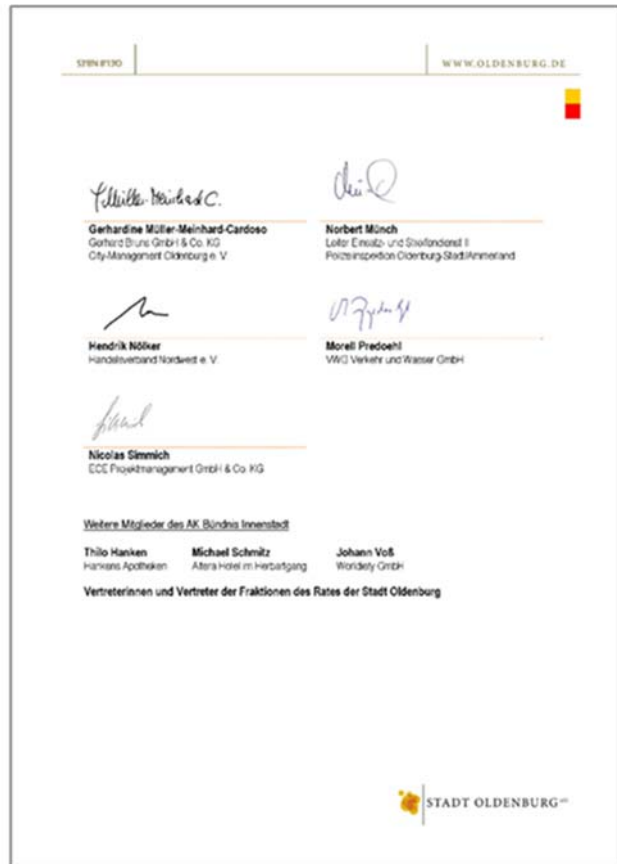 WWW.OLDENBURG.DE
Gerhardine Müller-Meinhard-Cardoso
Gerhard Bruns GmbH & Co. KG
City-Management Oldenburg e. V.
Norbert Münch
Leiter Einsatz- und Streifendienst II
Polizeiinspektion Oldenburg-Stadt/Ammerland
Hendrik Nölker
Handelsverband Nordwest e. V.
Morell Predoehl
VWG Verkehr und Wasser GmbH
Nicolas Simmich
ECE Projektmanagement GmbH & Co. KG
Weitere Mitglieder des AK Bündnis Innenstadt
Thilo Hanken Michael Schmitz Johann Voß
Hankens Apotheken Altera Hotel im Herbartgang Worldiety GmbH
Vertreterinnen und Vertreter der Fraktionen des Rates der Stadt Oldenburg
STADT OLDENBURG